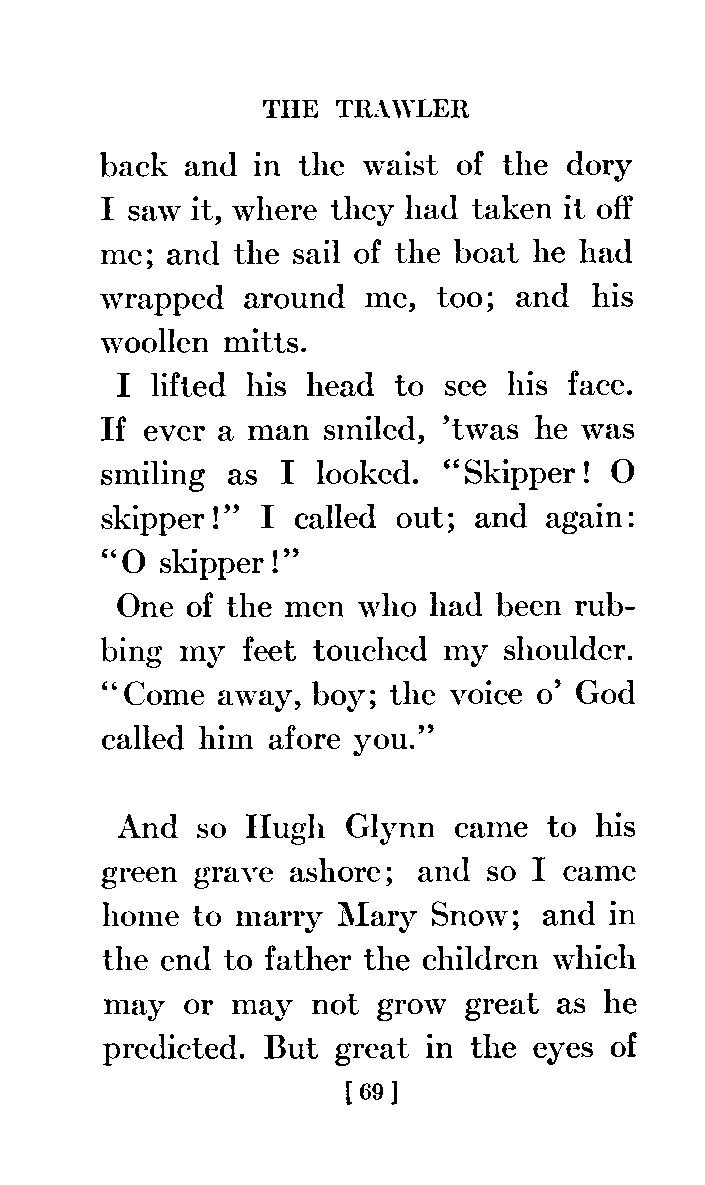 THE TRAWLER
back and in the waist of the dory
I saw it, where they had taken it off
me; and the sail of the boat he had
wrapped around me, too; and his
woollen mitts.
I lifted his head to see his face.
If ever a man smiled, 'twas he was
smiling as I looked. "Skipper! O
skipper!" I called out; and again:
"O skipper!"
One of the men who had been rub-
bing my feet touched my shoulder.
"Come away, boy; the voice o' God
called him afore you."
And so Hugh Glynn came to his
green grave ashore; and so I came
home to marry Mary Snow; and in
the end to father the children which
may or may not grow great as he
predicted. But great in the eyes of
[ 69 ]